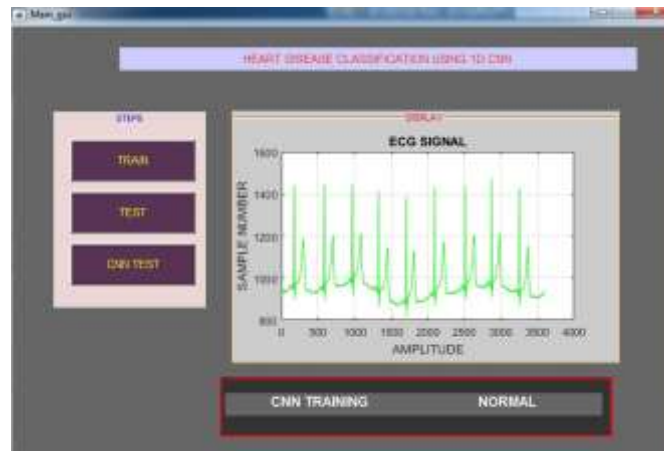 Main_gui
HEART DISEASE CLASSIFICATION USING 1D CNN
STEPS
TRAIN
TEST
CNN TEST
DISPLAY
ECG SIGNAL
SAMPLE NUMBER
1600
1400
1200
1000
800
0 500 1000 1500 2000 2500 3000 3500 4000
AMPLITUDE
CNN TRAINING NORMAL